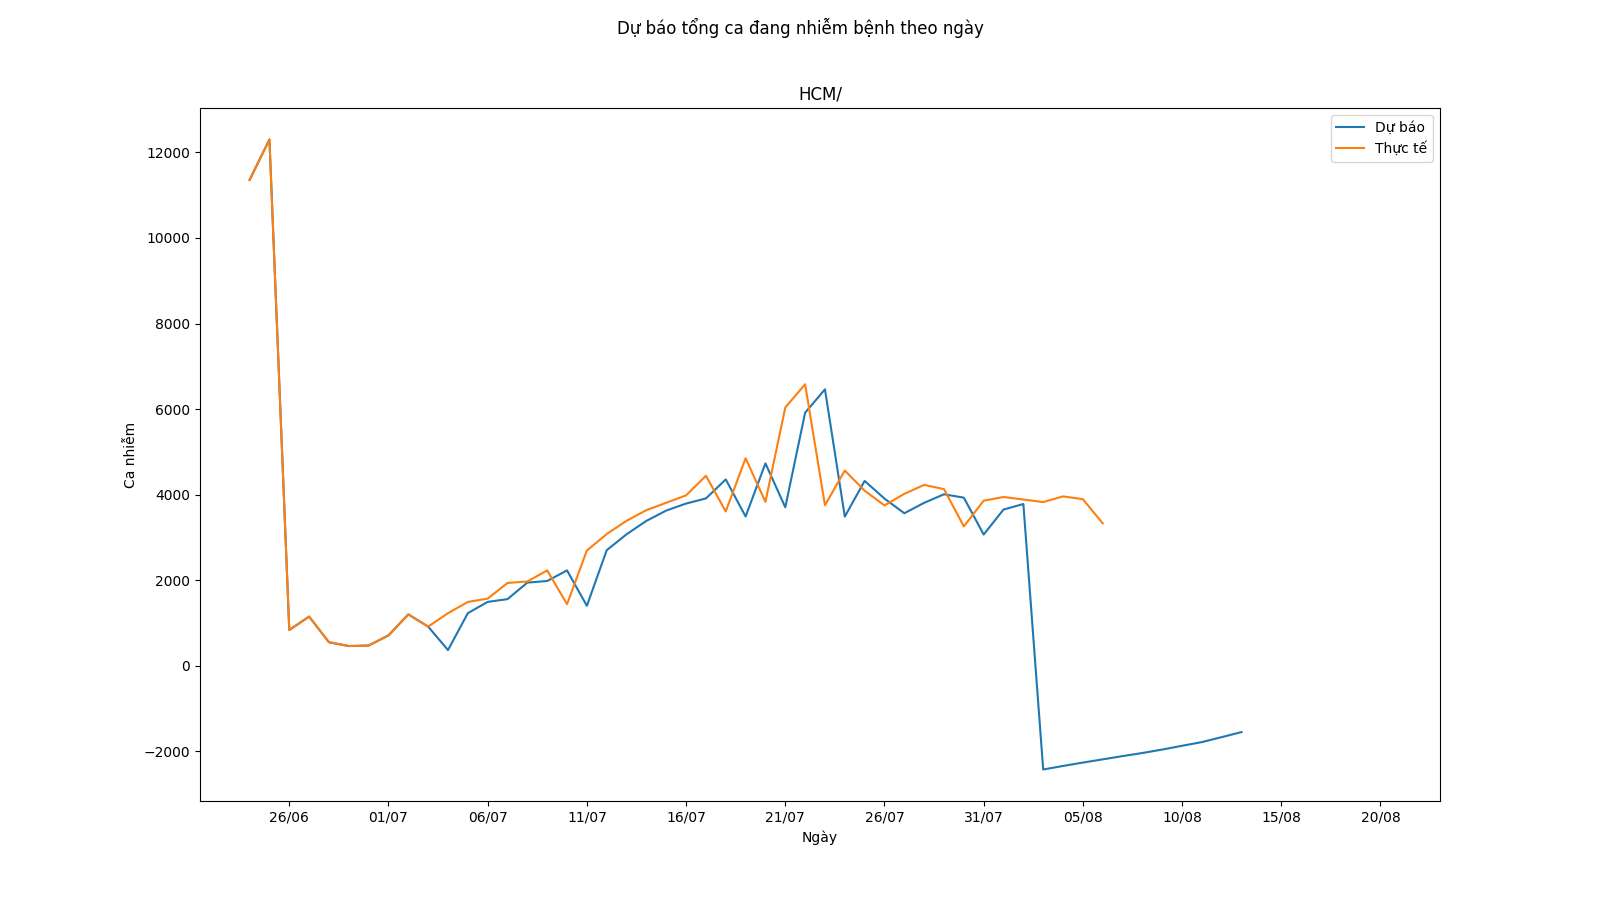 Dự báo tổng ca đang nhiễm bệnh theo ngày
HCM/
Dự báo
Thực tế
12000
10000
8000
6000
4000
2000
0
−2000
Ca nhiễm
26/06 01/07 06/07 11/07 16/07 21/07 26/07 31/07 05/08 10/08 15/08 20/08
Ngày